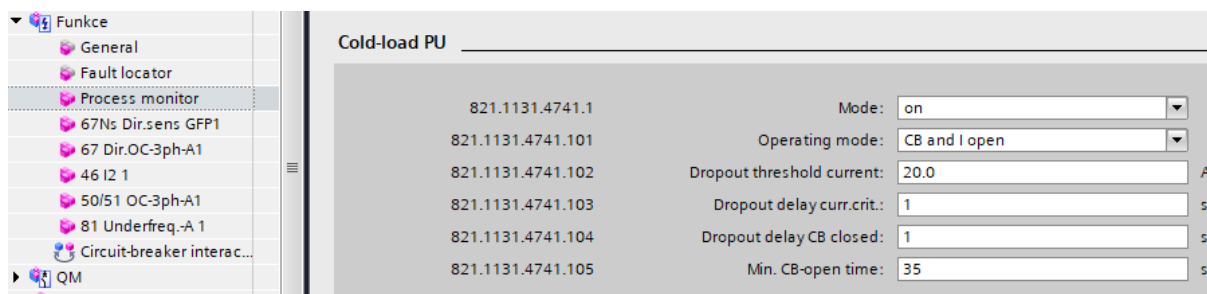 Funkce
General
Fault locator
Process monitor
67Ns Dir.sens GFP1
67 Dir.OC-3ph-A1
46 I2 1
50/51 OC-3ph-A1
81 Underfreq.-A 1
Circuit-breaker interac...
QM
Cold-load PU
821.1131.4741.1 Mode: on
821.1131.4741.101 Operating mode: CB and I open
821.1131.4741.102 Dropout threshold current: 20.0 A
821.1131.4741.103 Dropout delay curr.crit.: 1 s
821.1131.4741.104 Dropout delay CB closed: 1 s
821.1131.4741.105 Min. CB-open time: 35 s